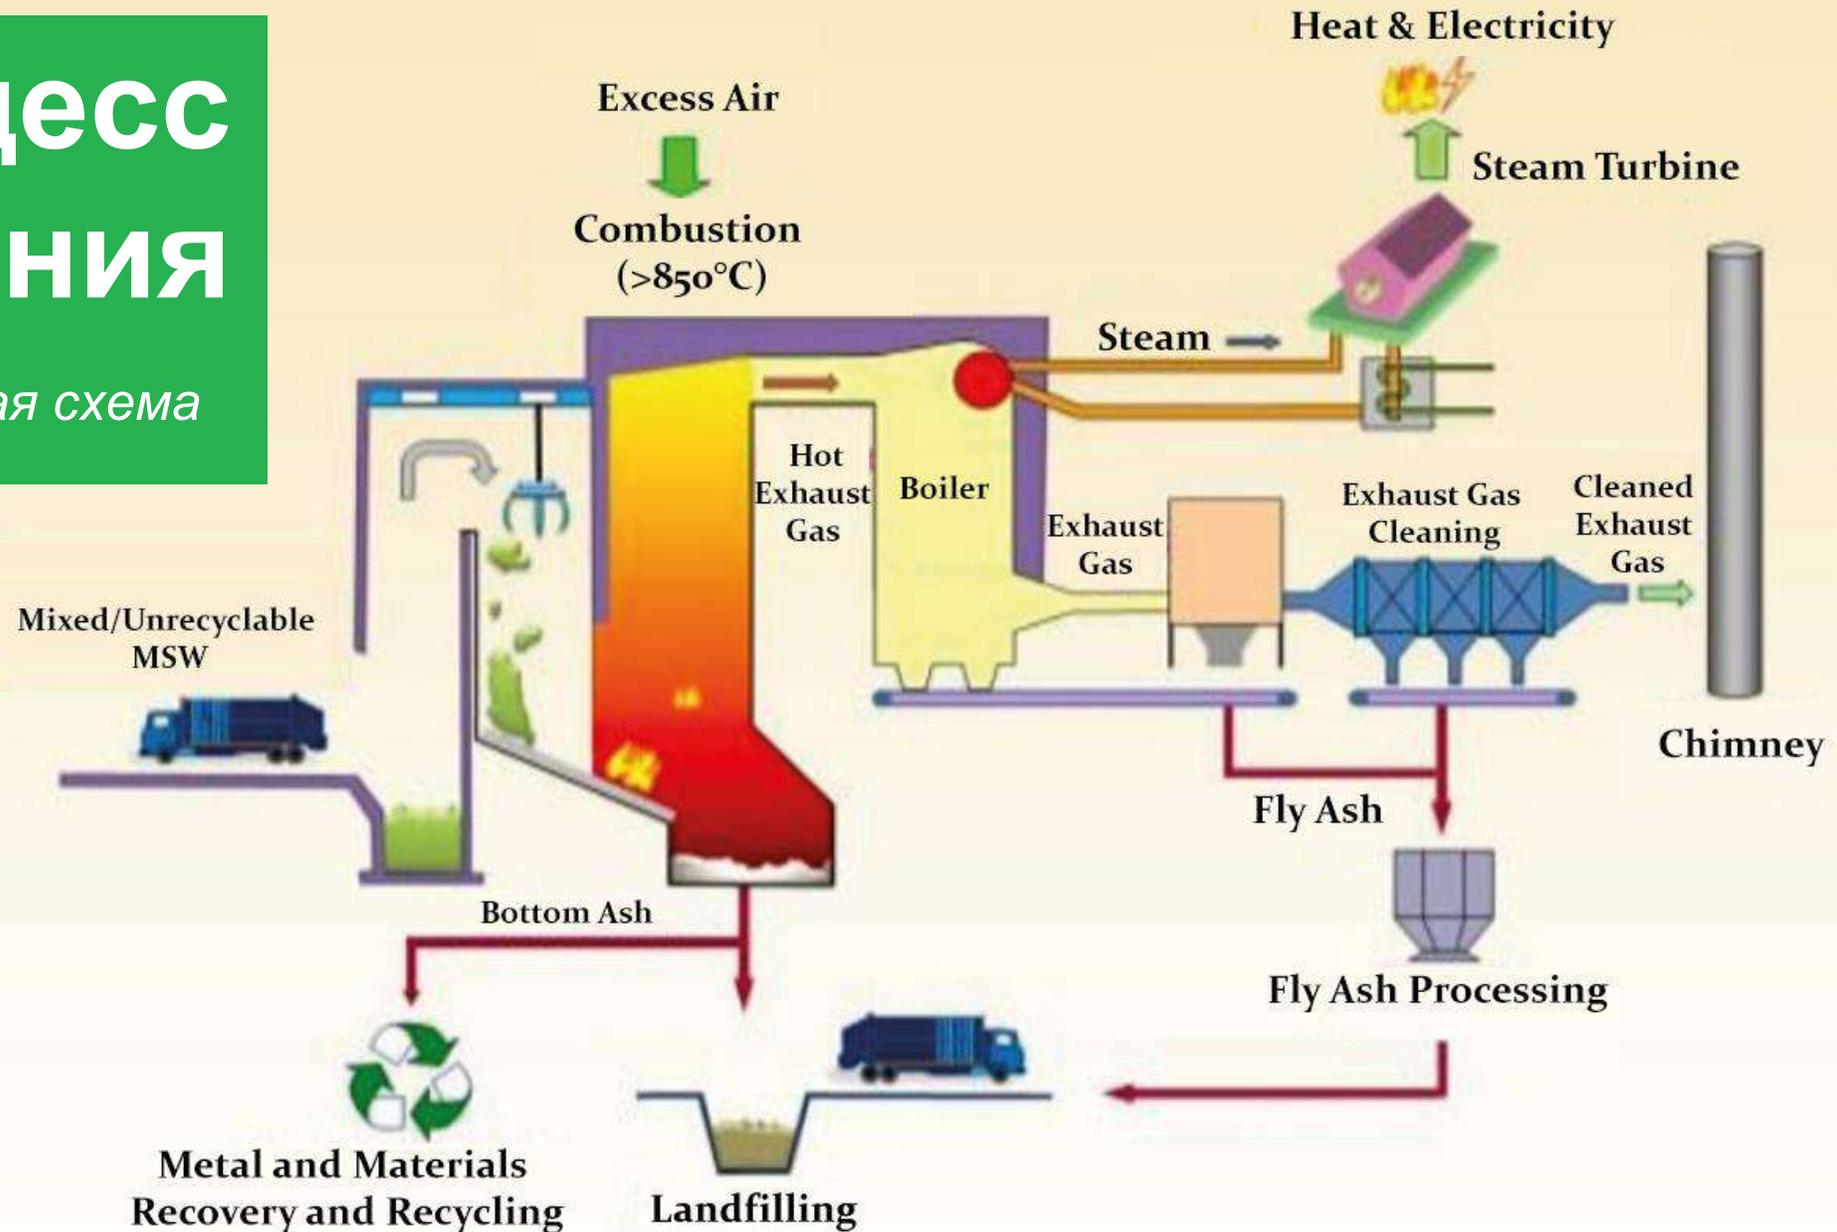 цесс
ния
ая схема
Heat & Electricity
Excess Air
Steam Turbine
Combustion
(>850°C)
Steam
Hot
Exhaust
Gas
Boiler
Exhaust
Gas
Exhaust Gas
Cleaning
Cleaned
Exhaust
Gas
Mixed/Unrecyclable
MSW
Chimney
Fly Ash
Bottom Ash
Fly Ash Processing
Metal and Materials
Recovery and Recycling
Landfilling